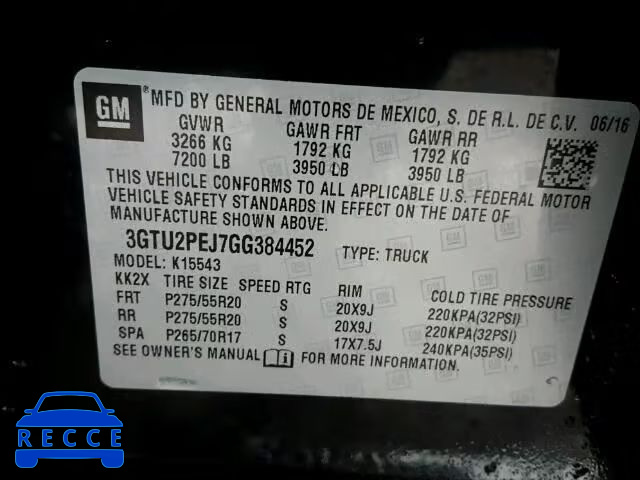 GM ® MFD BY GENERAL MOTORS DE MEXICO, S. DE R.L. DE C.V. 06/16
GVWR GAWR FRT GAWR RR
3266 KG 1792 KG 1792 KG
7200 LB 3950 LB 3950 LB
THIS VEHICLE CONFORMS TO ALL APPLICABLE U.S. FEDERAL MOTOR
VEHICLE SAFETY STANDARDS IN EFFECT ON THE DATE OF
MANUFACTURE SHOWN ABOVE.
3GTU2PEJ7GG384452 TYPE: TRUCK
MODEL: K15543
KK2X TIRE SIZE SPEED RTG RIM COLD TIRE PRESSURE
FRT P275/55R20 S 20X9J 220KPA(32PSI)
RR P275/55R20 S 20X9J 220KPA(32PSI)
SPA P265/70R17 S 17X7.5J 240KPA(35PSI)
SEE OWNER'S MANUAL FOR MORE INFORMATION.
RECCE